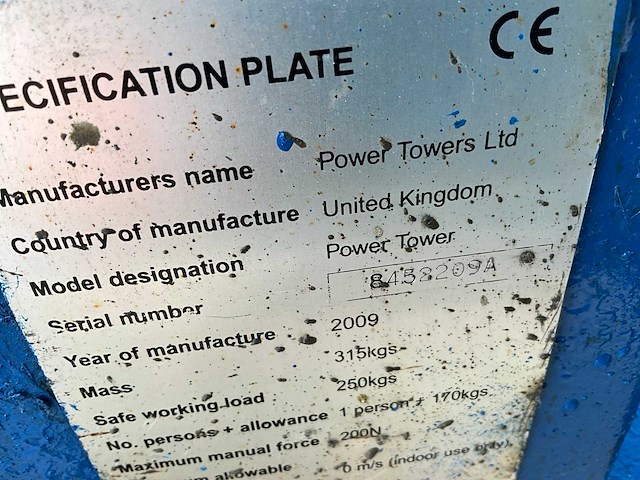 CE
ECIFICATION PLATE
Manufacturers name Power Towers Ltd
Country of manufacture United Kingdom
Model designation Power Tower
Serial number 8458209A
Year of manufacture 2009
Mass 315kgs
Safe working load 250kgs
No. persons + allowance 1 person + 170kgs
Maximum manual force 200N
allowable 0 m/s (indoor use only)